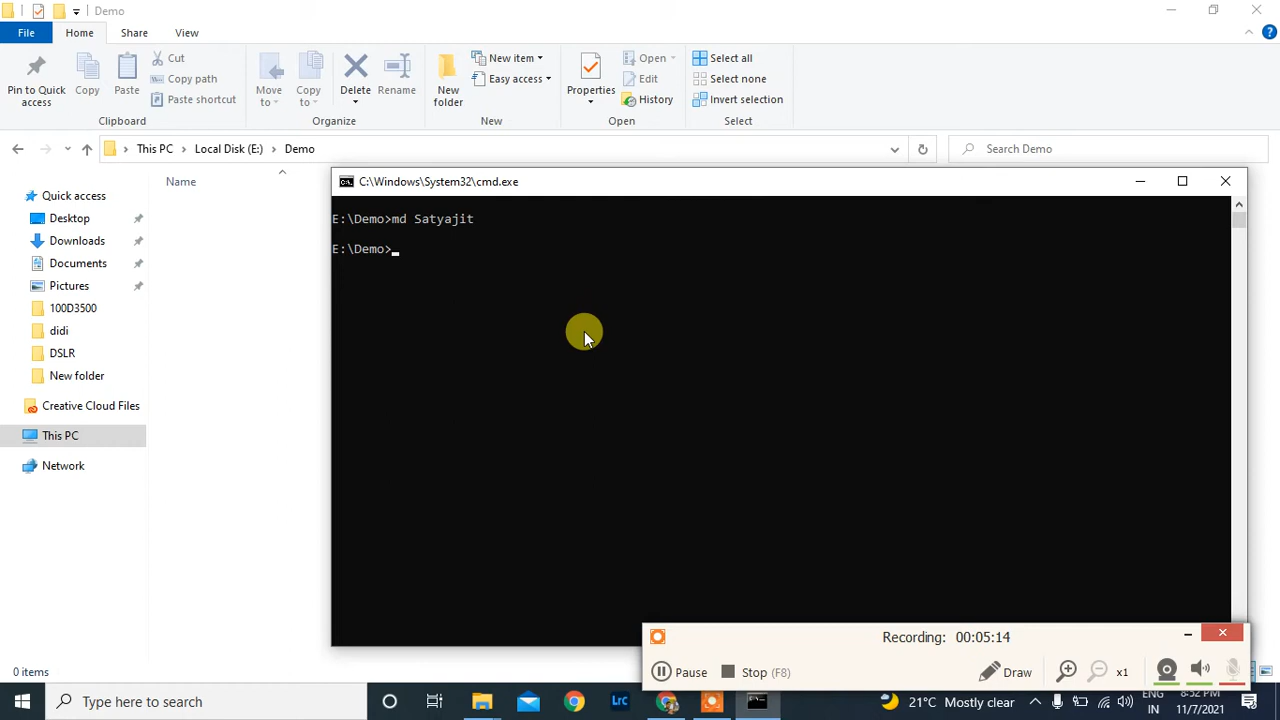 Demo
File
Home
Share
View
Pin to Quick access
Copy
Paste
Cut
Copy path
Paste shortcut
Clipboard
Move to
Copy to
Delete
Rename
Organize
New folder
New item
Easy access
New
Properties
Open
Edit
History
Open
Select all
Select none
Invert selection
Select
This PC > Local Disk (E:) > Demo
Search Demo
Name
Quick access
Desktop
Downloads
Documents
Pictures
100D3500
didi
DSLR
New folder
Creative Cloud Files
This PC
Network
0 items
C:\Windows\System32\cmd.exe
E:\Demo>md Satyajit
E:\Demo>_
Recording: 00:05:14
Pause
Stop (F8)
Draw
x1
Type here to search
21°C Mostly clear
ENG
IN
8:52 PM
11/7/2021